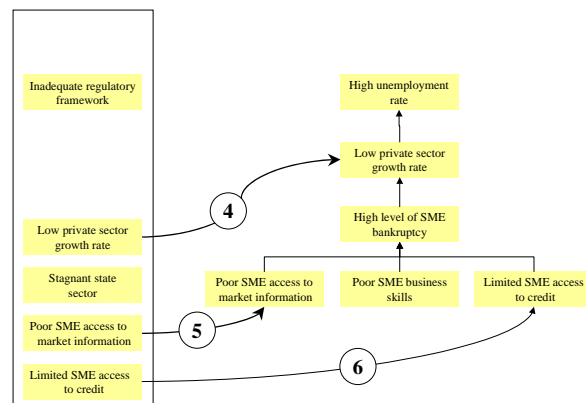 Inadequate regulatory
framework
Low private sector
growth rate
Stagnant state
sector
Poor SME access to
market information
Limited SME access
to credit
4
5
6
High unemployment
rate
Low private sector
growth rate
High level of SME
bankruptcy
Poor SME access to
market information
Poor SME business
skills
Limited SME access
to credit